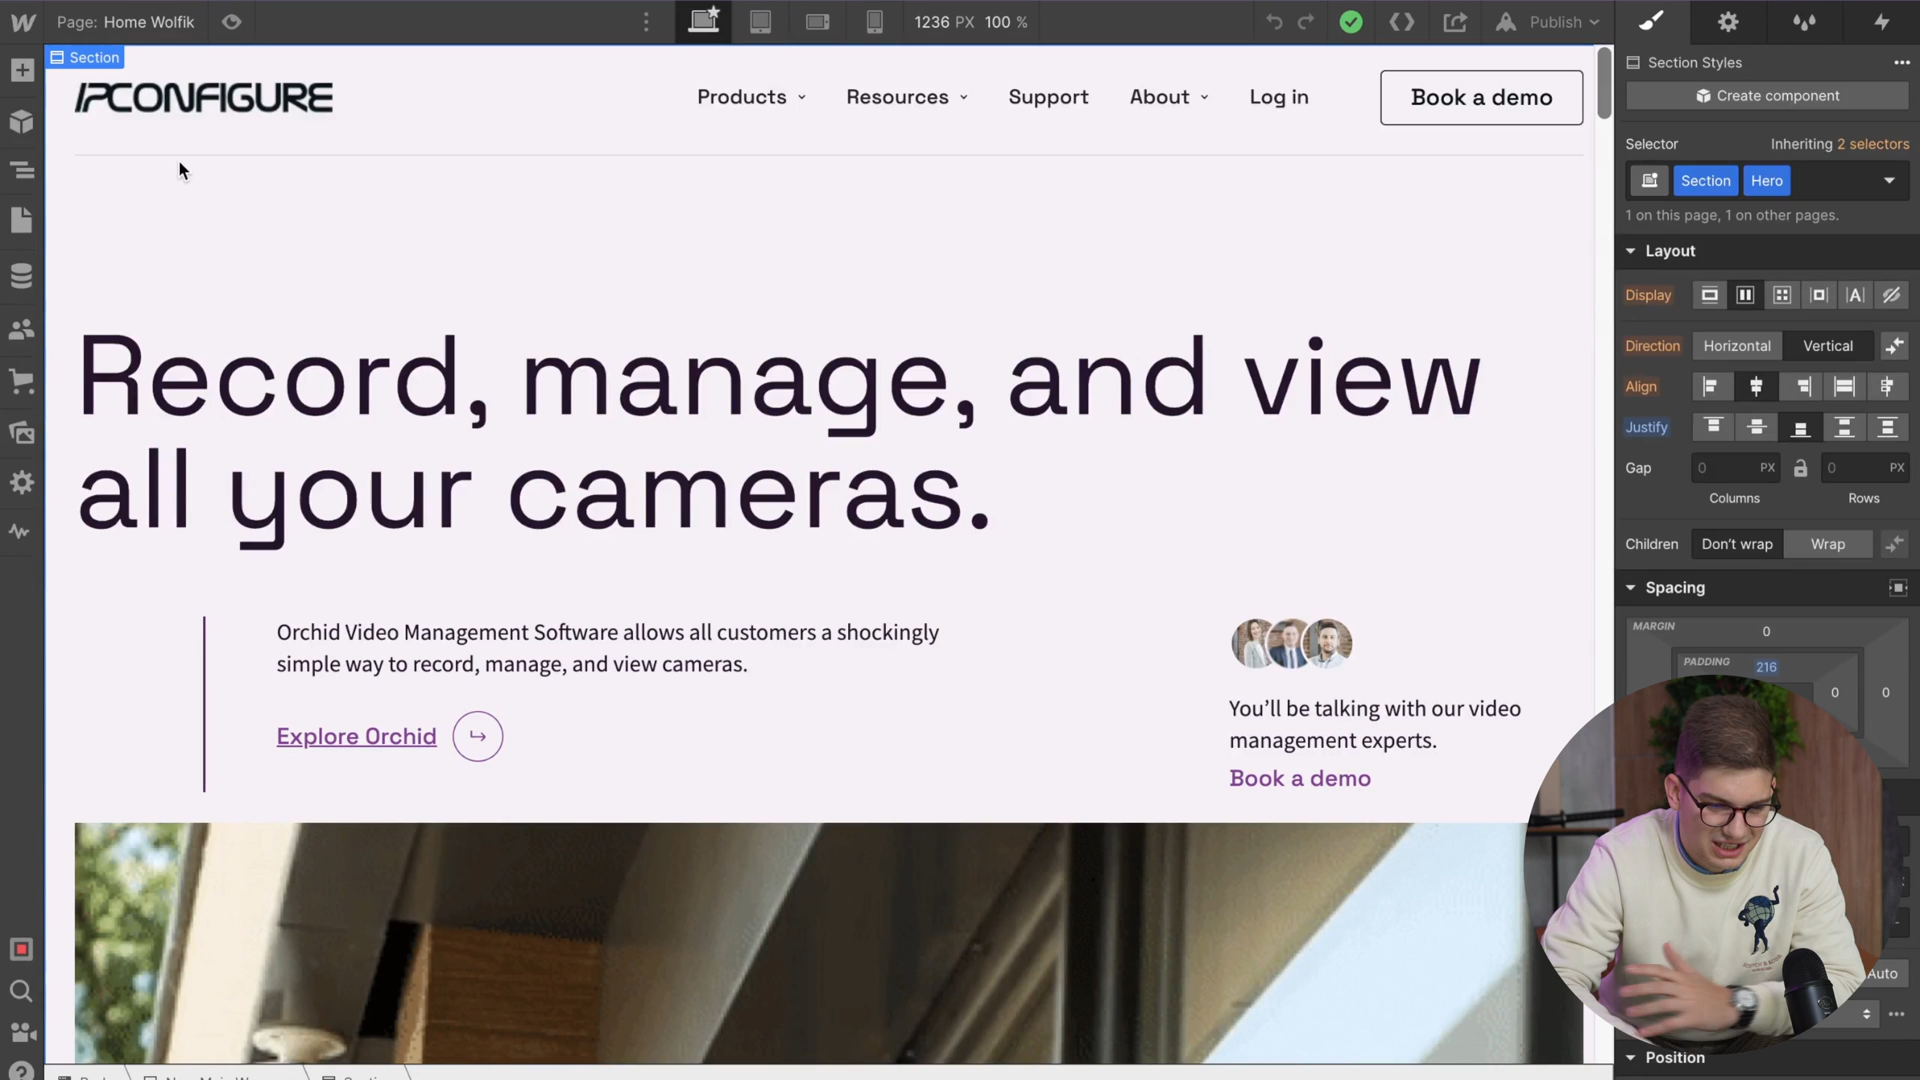 Page: Home Wolfik
1236 PX 100 %
Publish
Section
IPCONFIGURE
Products
Resources
Support
About
Log in
Book a demo
Record, manage, and view
all your cameras.
Orchid Video Management Software allows all customers a shockingly
simple way to record, manage, and view cameras.
Explore Orchid
You’ll be talking with our video
management experts.
Book a demo
Section Styles
Create component
Selector
Inheriting 2 selectors
Section
Hero
1 on this page, 1 on other pages.
Layout
Display
Direction
Horizontal
Vertical
Align
Justify
Gap
0 PX
0 PX
Columns
Rows
Children
Don’t wrap
Wrap
Spacing
MARGIN
0
PADDING
216
0
0
Auto
Position